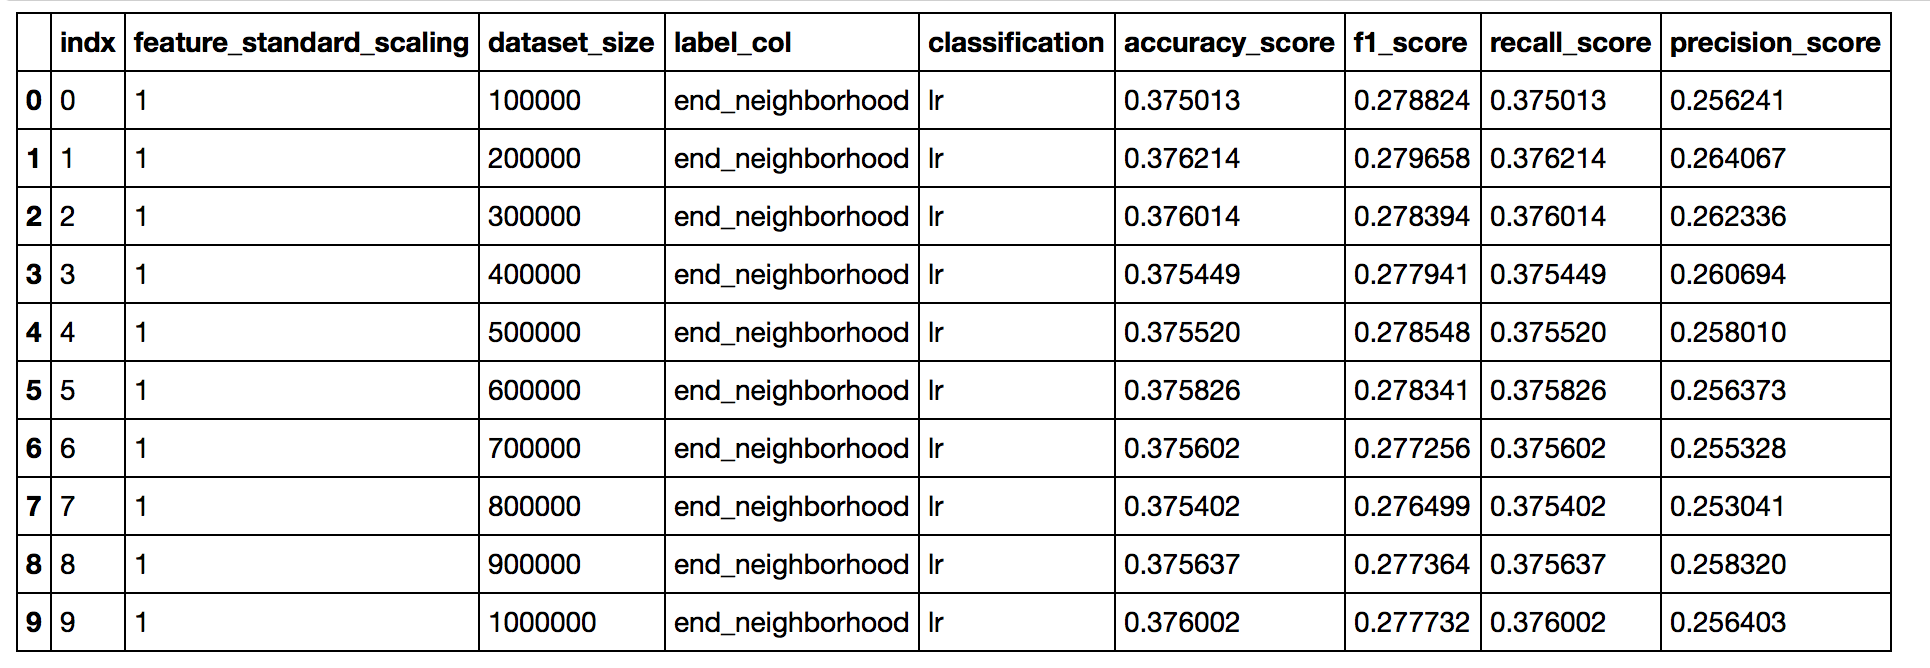 indx feature_standard_scaling dataset_size label_col classification accuracy_score f1_score recall_score precision_score
0 0 1 100000 end_neighborhood lr 0.375013 0.278824 0.375013 0.256241
1 1 1 200000 end_neighborhood lr 0.376214 0.279658 0.376214 0.264067
2 2 1 300000 end_neighborhood lr 0.376014 0.278394 0.376014 0.262336
3 3 1 400000 end_neighborhood lr 0.375449 0.277941 0.375449 0.260694
4 4 1 500000 end_neighborhood lr 0.375520 0.278548 0.375520 0.258010
5 5 1 600000 end_neighborhood lr 0.375826 0.278341 0.375826 0.256373
6 6 1 700000 end_neighborhood lr 0.375602 0.277256 0.375602 0.255328
7 7 1 800000 end_neighborhood lr 0.375402 0.276499 0.375402 0.253041
8 8 1 900000 end_neighborhood lr 0.375637 0.277364 0.375637 0.258320
9 9 1 1000000 end_neighborhood lr 0.376002 0.277732 0.376002 0.256403